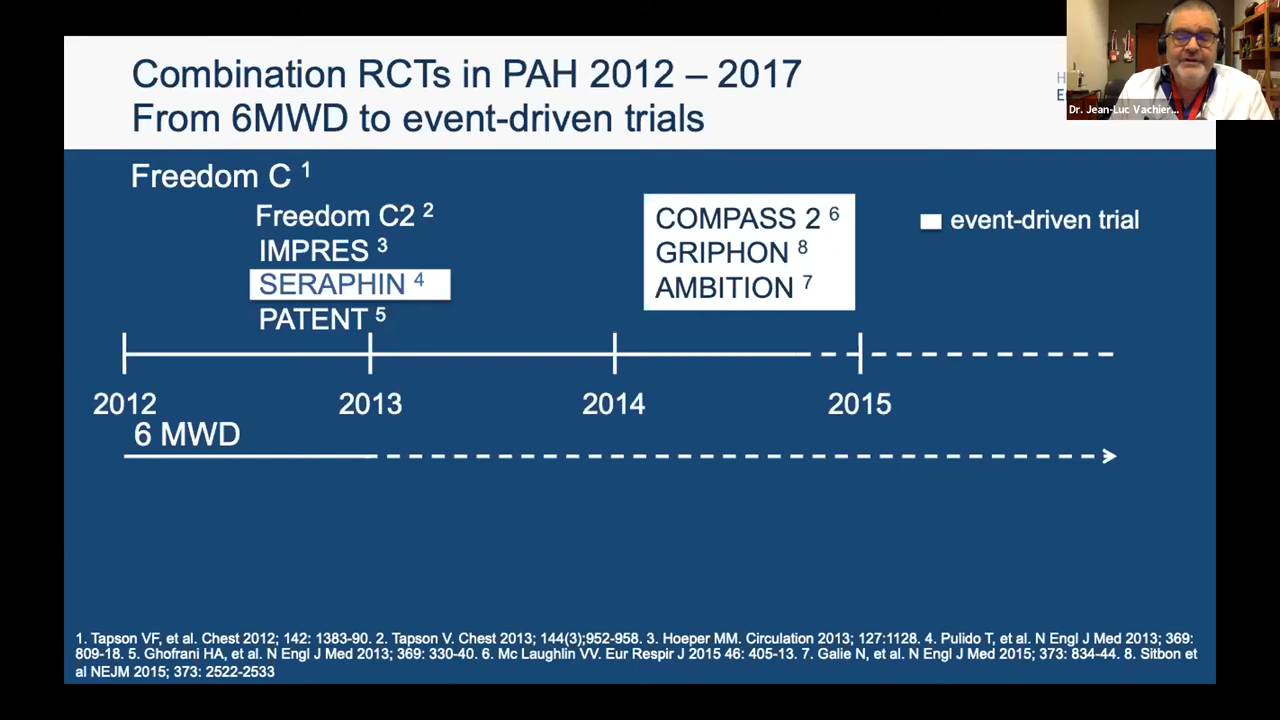 Combination RCTs in PAH 2012 – 2017
From 6MWD to event-driven trials
H
E
Dr. Jean-Luc Vachier...
Freedom C 1
Freedom C2 2
IMPRES 3
SERAPHIN 4
PATENT 5
COMPASS 2 6
GRIPHON 8
AMBITION 7
event-driven trial
2012
2013
2014
2015
6 MWD
1. Tapson VF, et al. Chest 2012; 142: 1383-90. 2. Tapson V. Chest 2013; 144(3);952-958. 3. Hoeper MM. Circulation 2013; 127:1128. 4. Pulido T, et al. N Engl J Med 2013; 369:
809-18. 5. Ghofrani HA, et al. N Engl J Med 2013; 369: 330-40. 6. Mc Laughlin VV. Eur Respir J 2015 46: 405-13. 7. Galie N, et al. N Engl J Med 2015; 373: 834-44. 8. Sitbon et
al NEJM 2015; 373: 2522-2533